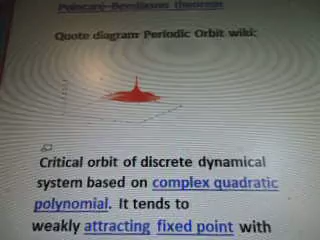 Poincaré–Bendixson theorem
Quote diagram Periodic Orbit wiki:
Critical orbit of discrete dynamical
system based on complex quadratic
polynomial. It tends to
weakly attracting fixed point with